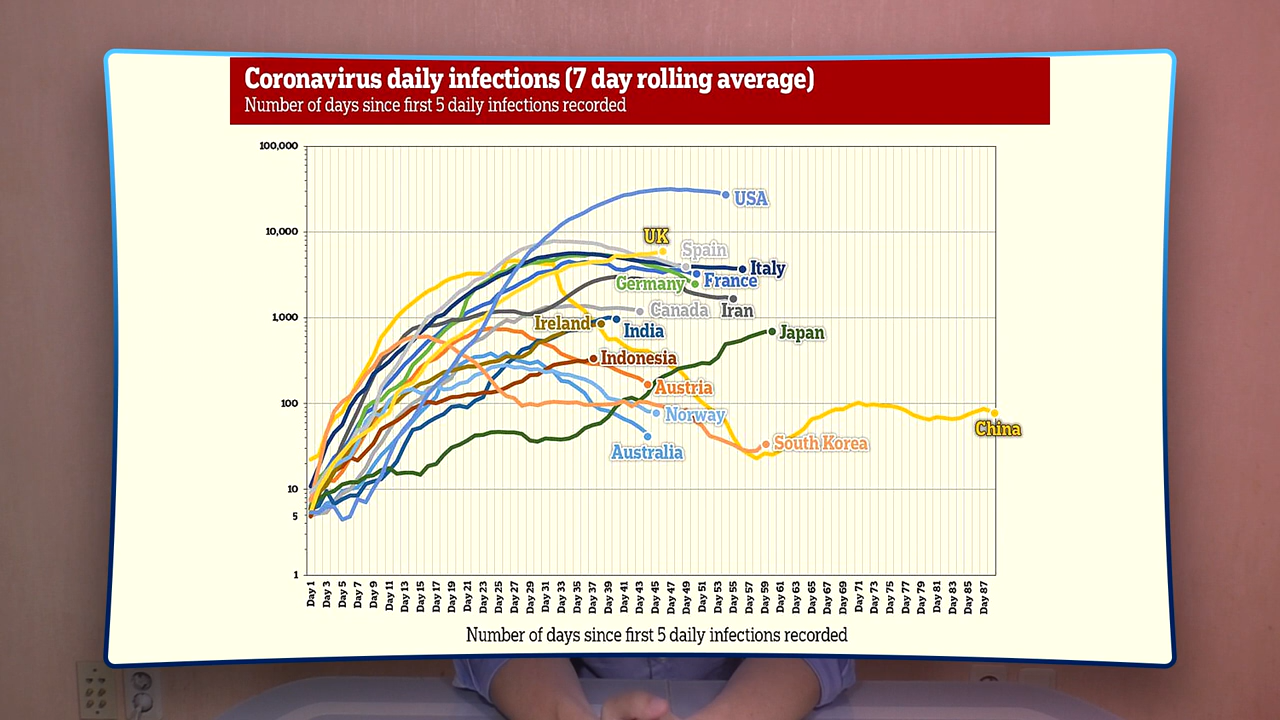 Coronavirus daily infections (7 day rolling average)
Number of days since first 5 daily infections recorded
100,000
10,000
1,000
100
10
5
1
USA
UK
Spain
Italy
France
Germany
Iran
Canada
Ireland
India
Japan
Indonesia
Austria
Norway
China
South Korea
Australia
Day 1
Day 3
Day 5
Day 7
Day 9
Day 11
Day 13
Day 15
Day 17
Day 19
Day 21
Day 23
Day 25
Day 27
Day 29
Day 31
Day 33
Day 35
Day 37
Day 39
Day 41
Day 43
Day 45
Day 47
Day 49
Day 51
Day 53
Day 55
Day 57
Day 59
Day 61
Day 63
Day 65
Day 67
Day 69
Day 71
Day 73
Day 75
Day 77
Day 79
Day 81
Day 83
Day 85
Day 87
Number of days since first 5 daily infections recorded